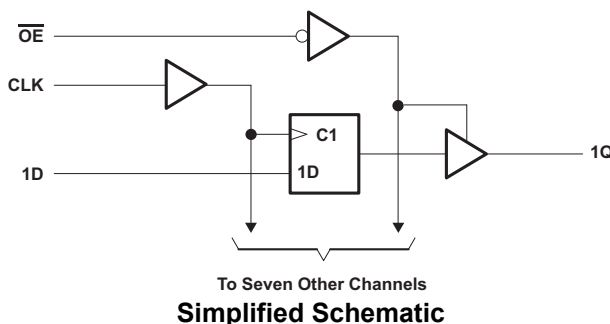 OE
CLK
C1
1D
1D
1Q
To Seven Other Channels
Simplified Schematic